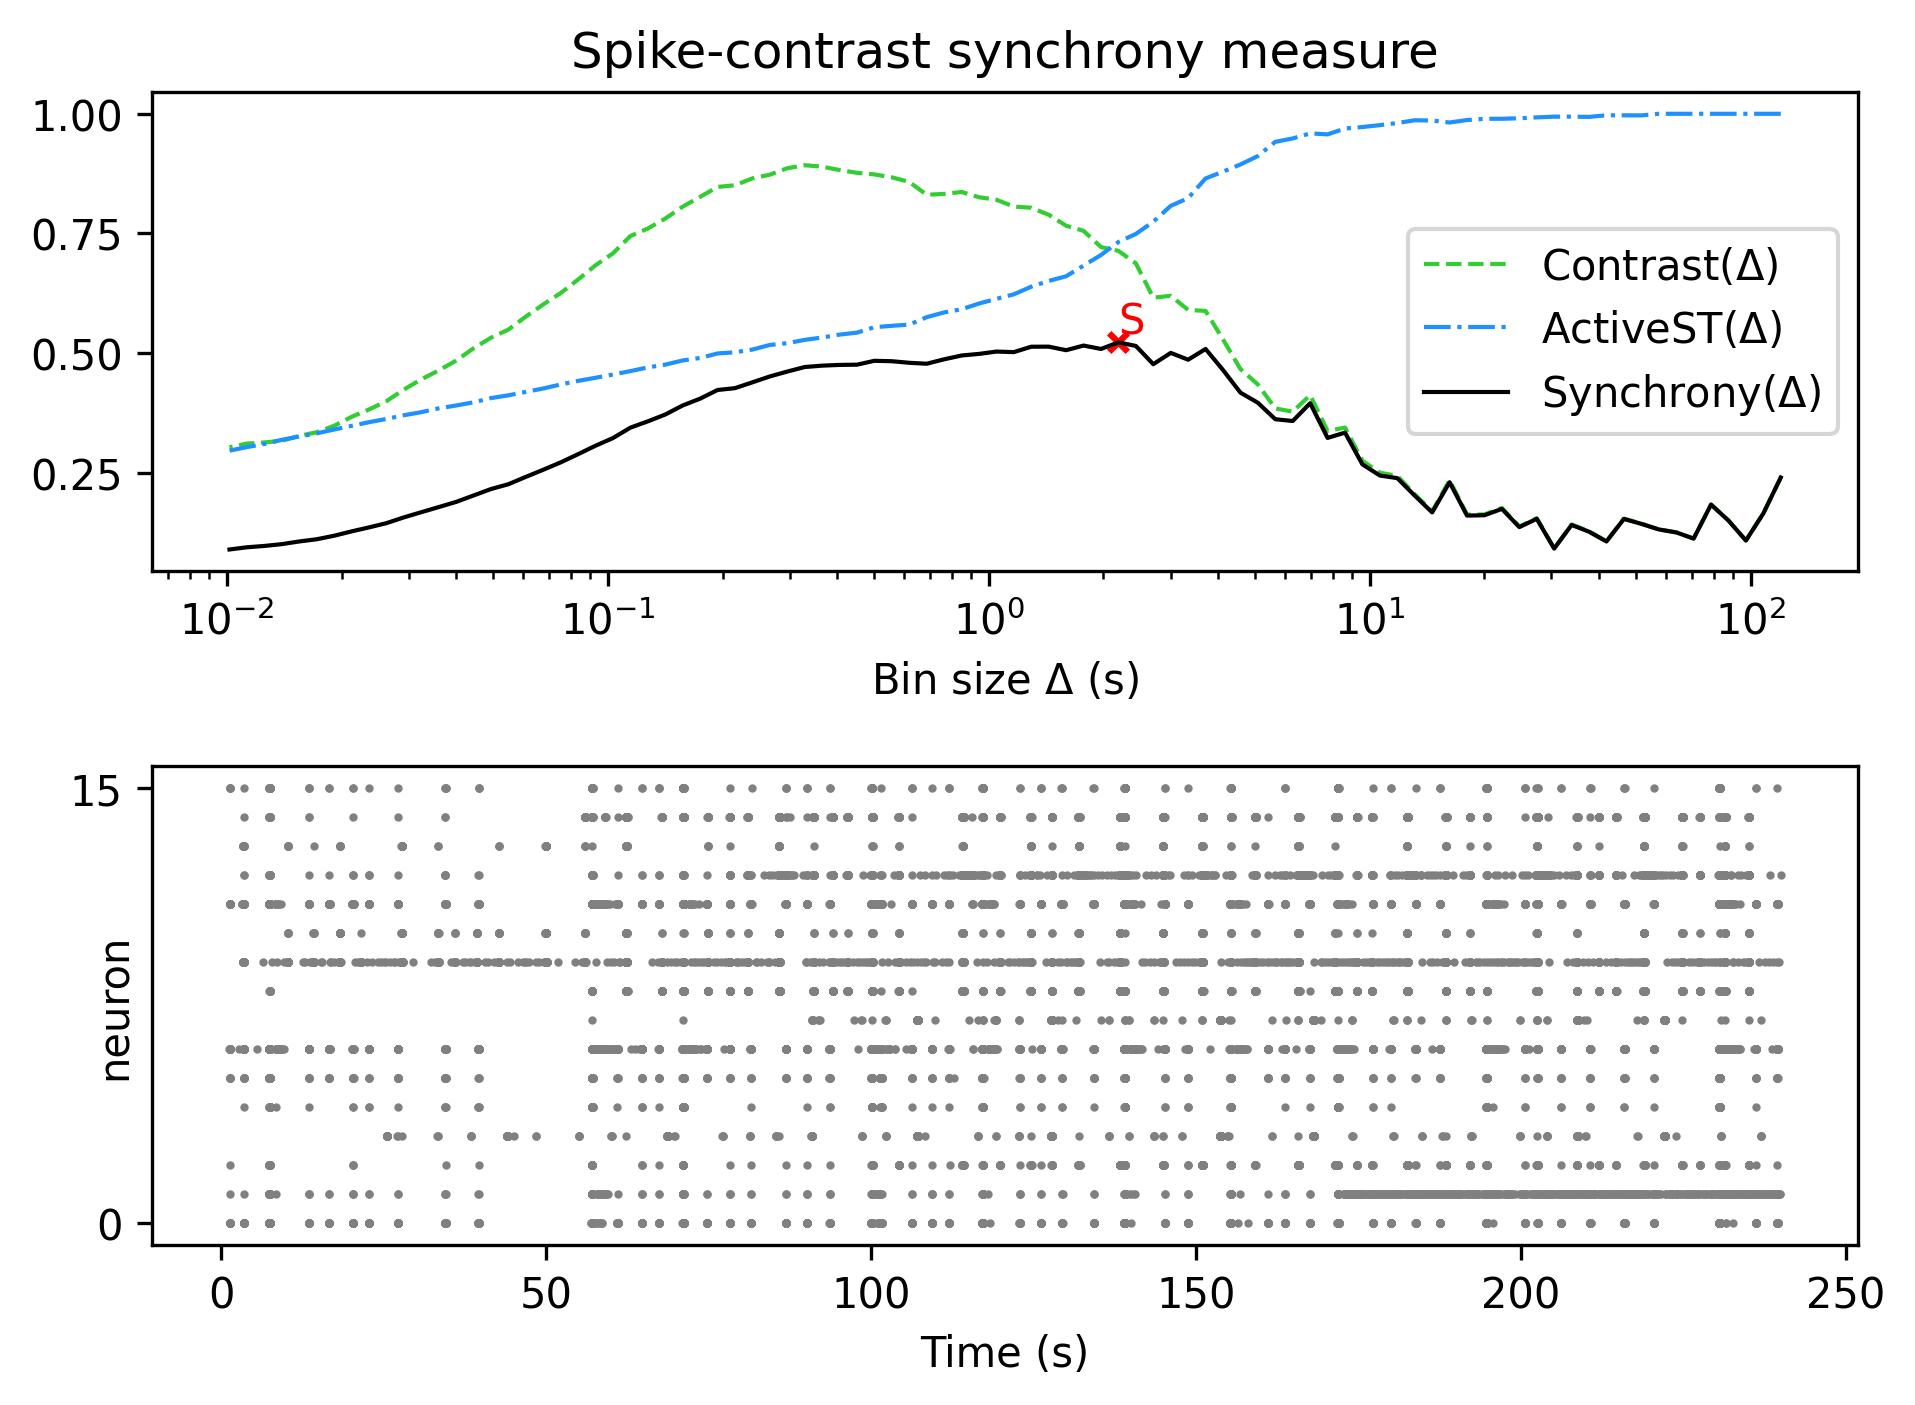 Spike-contrast synchrony measure
1.00
0.75
0.50
0.25
S
Contrast(Δ)
ActiveST(Δ)
Synchrony(Δ)
10⁻² 10⁻¹ 10⁰ 10¹ 10²
Bin size Δ (s)
15
neuron
0
0 50 100 150 200 250
Time (s)